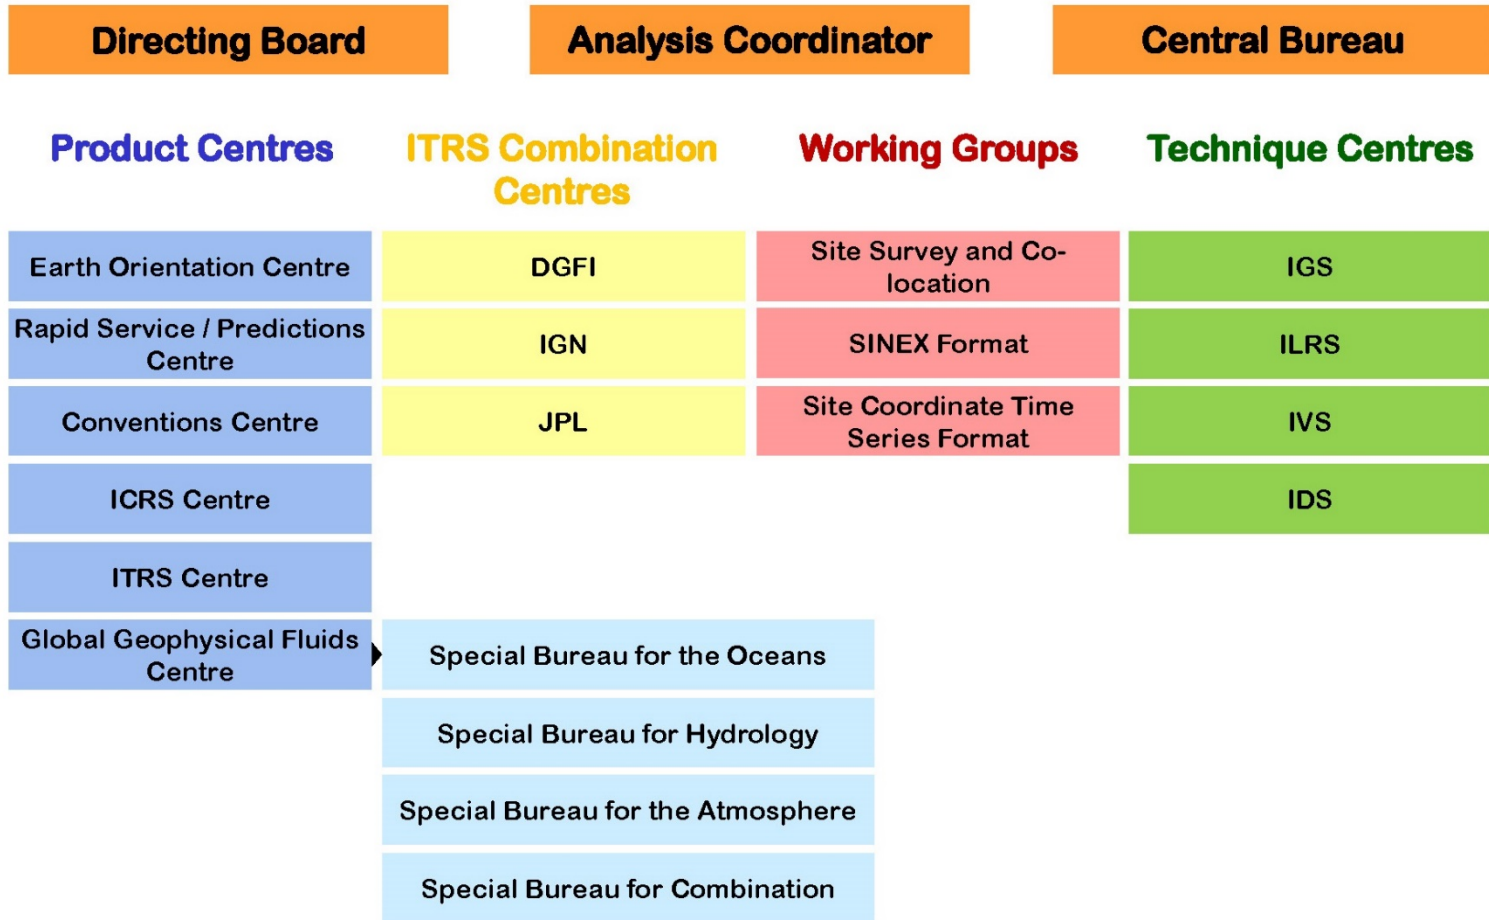 Directing Board
Analysis Coordinator
Central Bureau
Product Centres
ITRS Combination
Centres
Working Groups
Technique Centres
Earth Orientation Centre
Rapid Service / Predictions
Centre
Conventions Centre
ICRS Centre
ITRS Centre
Global Geophysical Fluids
Centre
DGFI
IGN
JPL
Site Survey and Co-
location
SINEX Format
Site Coordinate Time
Series Format
IGS
ILRS
IVS
IDS
Special Bureau for the Oceans
Special Bureau for Hydrology
Special Bureau for the Atmosphere
Special Bureau for Combination